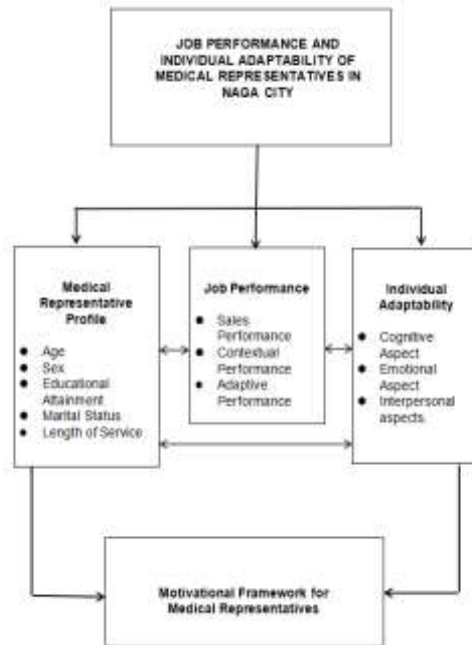 JOB PERFORMANCE AND
INDIVIDUAL ADAPTABILITY OF
MEDICAL REPRESENTATIVES IN
NAGA CITY
Medical
Representative
Profile
● Age
● Sex
● Educational
Attainment
● Marital Status
● Length of Service
Job Performance
● Sales
Performance
● Contextual
Performance
● Adaptive
Performance
Individual
Adaptability
● Cognitive
Aspect
● Emotional
Aspect
● Interpersonal
aspects.
Motivational Framework for
Medical Representatives